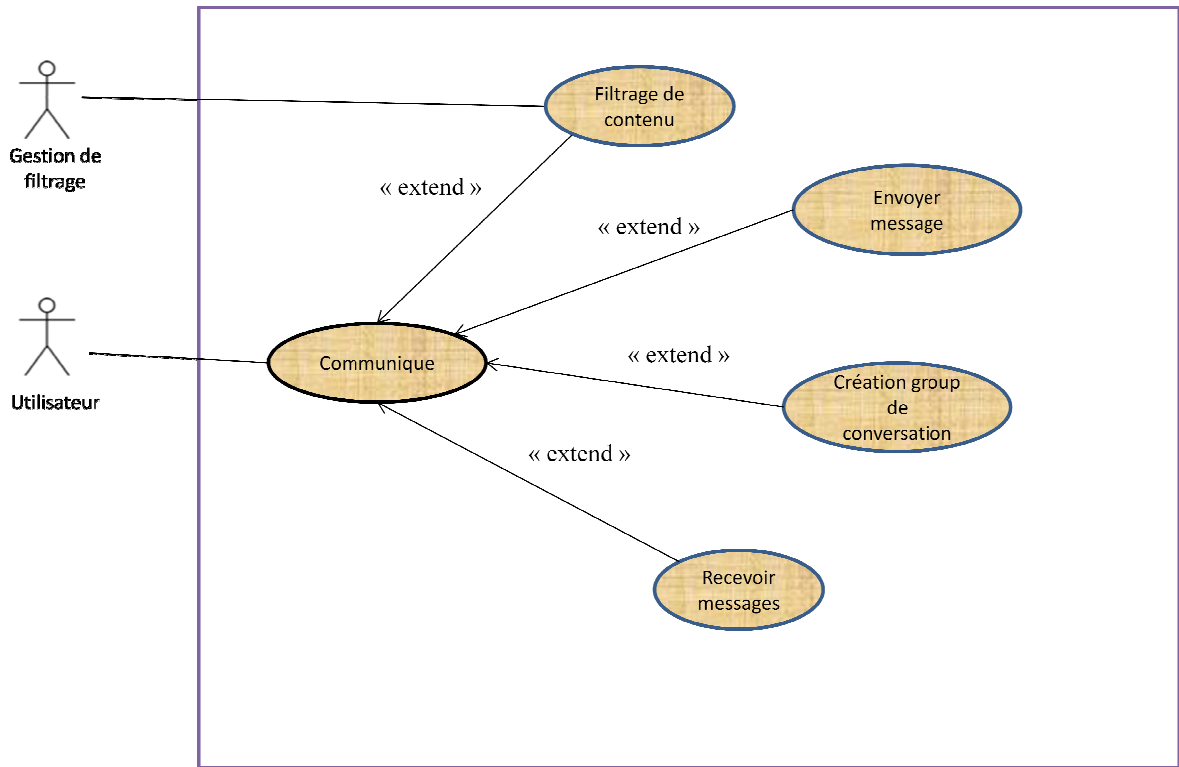 Filtrage de
contenu
Gestion de
filtrage
« extend »
Envoyer
message
« extend »
Utilisateur
Communique
« extend »
Création group
de
conversation
« extend »
Recevoir
messages